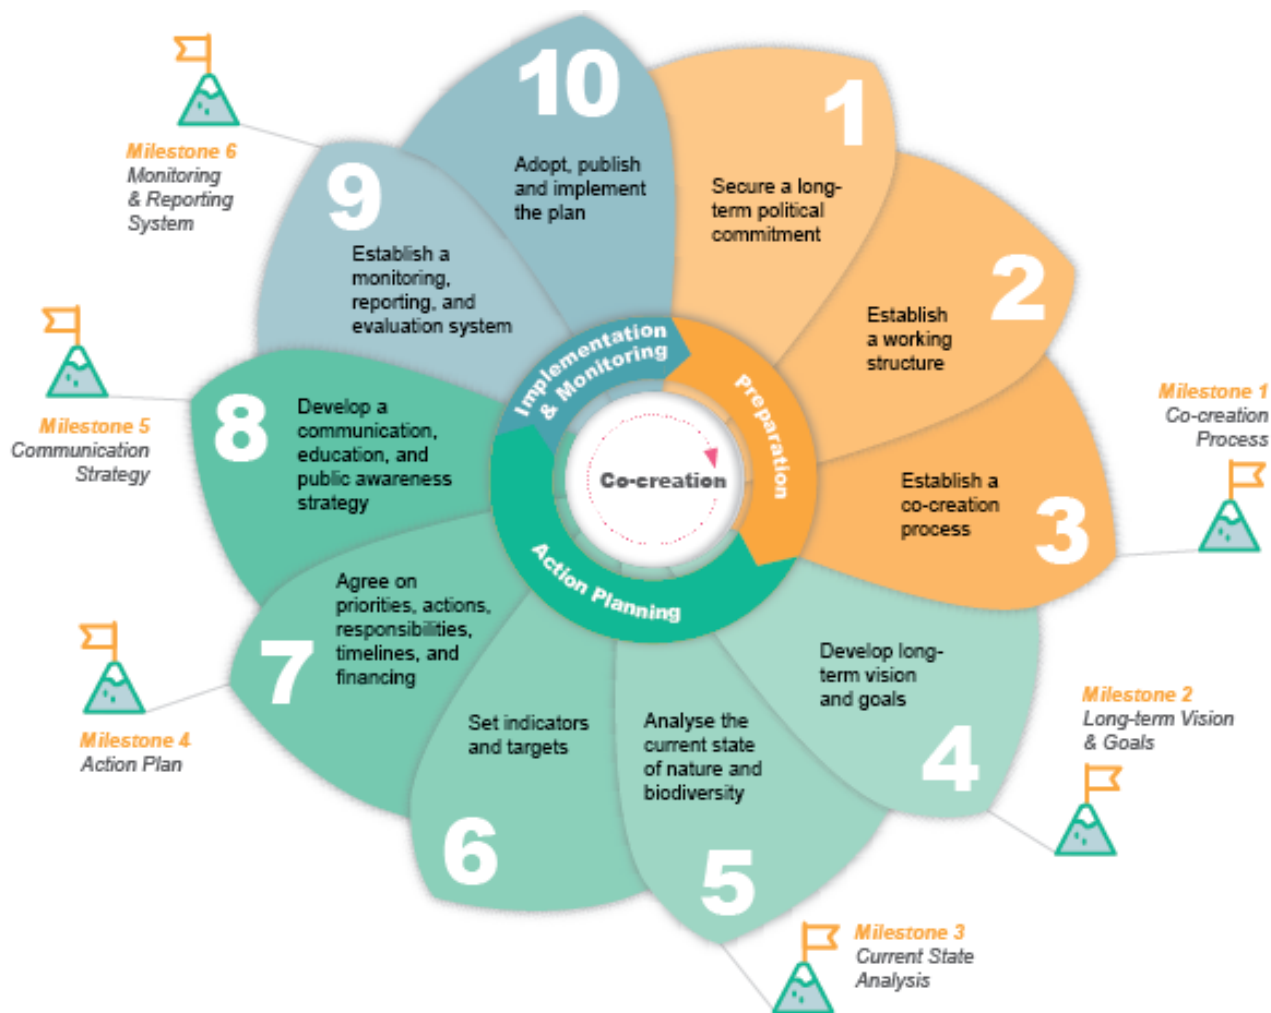 10
Adopt, publish
and implement
the plan
1
Secure a long-
term political
commitment
2
Establish
a working
structure
3
Establish a
co-creation
process
4
Develop long-
term vision
and goals
5
Analyse the
current state
of nature and
biodiversity
6
Set indicators
and targets
7
Agree on
priorities, actions,
responsibilities,
timelines, and
financing
8
Develop a
communication,
education, and
public awareness
strategy
9
Establish a
monitoring,
reporting, and
evaluation system
Implementation
& Monitoring
Preparation
Action Planning
Co-creation
Milestone 1
Co-creation
Process
Milestone 2
Long-term Vision
& Goals
Milestone 3
Current State
Analysis
Milestone 4
Action Plan
Milestone 5
Communication
Strategy
Milestone 6
Monitoring
& Reporting
System